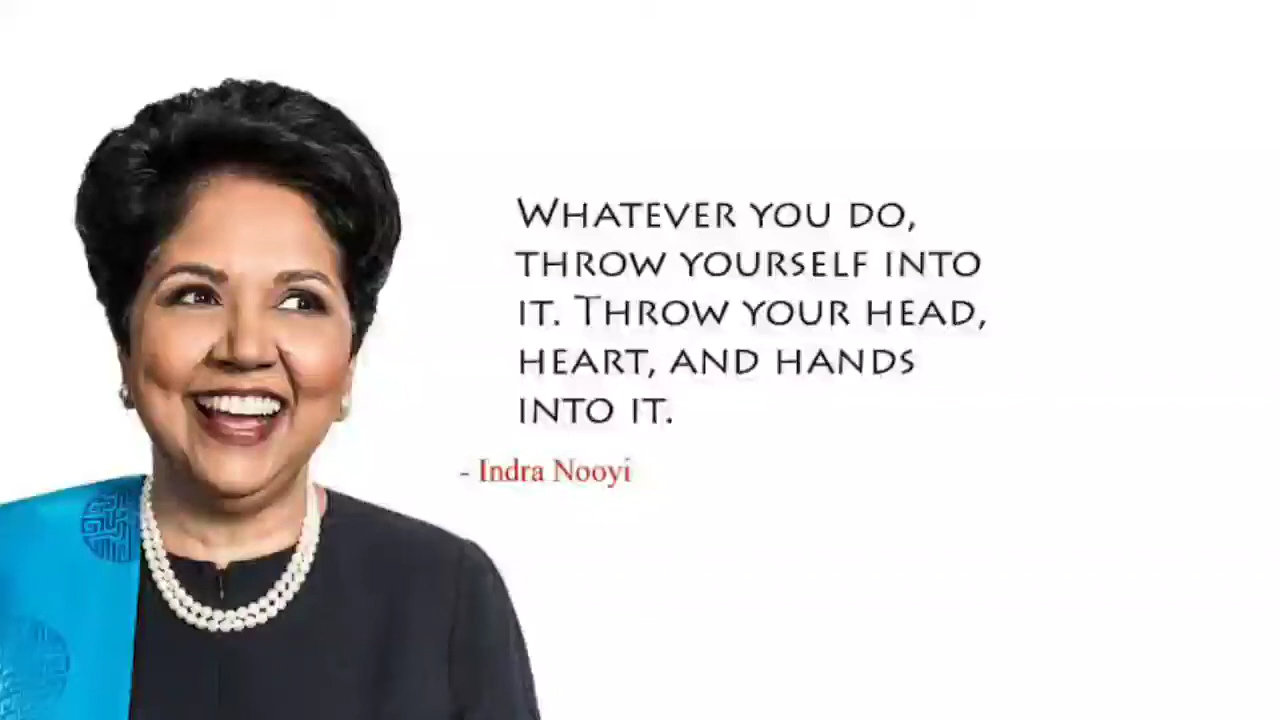 WHATEVER YOU DO,
THROW YOURSELF INTO
IT. THROW YOUR HEAD,
HEART, AND HANDS
INTO IT.
- Indra Nooyi